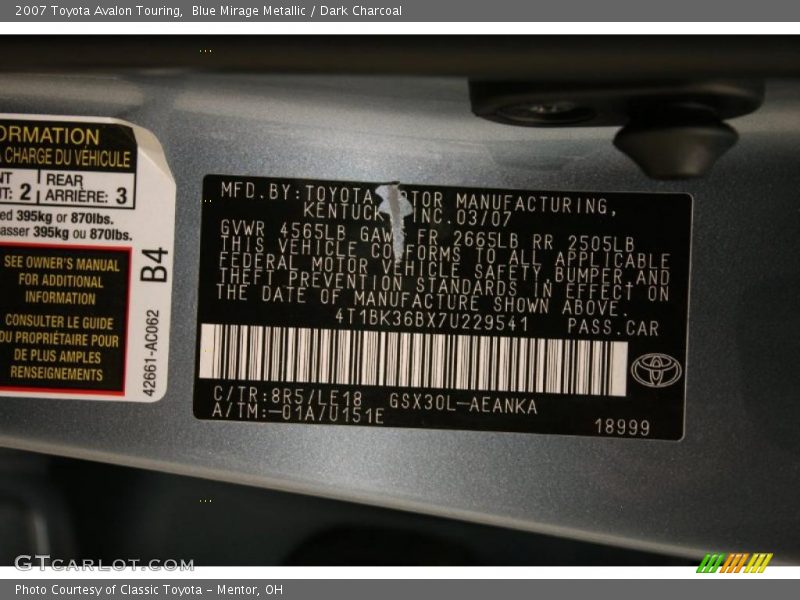 2007 Toyota Avalon Touring, Blue Mirage Metallic / Dark Charcoal
ORMATION
CHARGE DU VÉHICULE
2 REAR
ARRIÈRE: 3
395kg or 870lbs.
395kg ou 870lbs.
SEE OWNER'S MANUAL
FOR ADDITIONAL
INFORMATION
CONSULTER LE GUIDE
DU PROPRIÉTAIRE POUR
DE PLUS AMPLES
RENSEIGNEMENTS
B4
42661-AC062
MFD.BY:TOYOTA TOR MANUFACTURING,
KENTUCK INC.03/07
GVWR 4565LB GAW FR 2665LB RR 2505LB
THIS VEHICLE CONFORMS TO ALL APPLICABLE
FEDERAL MOTOR VEHICLE SAFETY BUMPER AND
THEFT PREVENTION STANDARDS IN EFFECT ON
THE DATE OF MANUFACTURE SHOWN ABOVE.
4T1BK36BX7U229541 PASS.CAR
C/TR:8R5/LE18 GSX30L-AEANKA
A/TM:-01A/U151E
18999
GTCARLOT.COM
Photo Courtesy of Classic Toyota - Mentor, OH